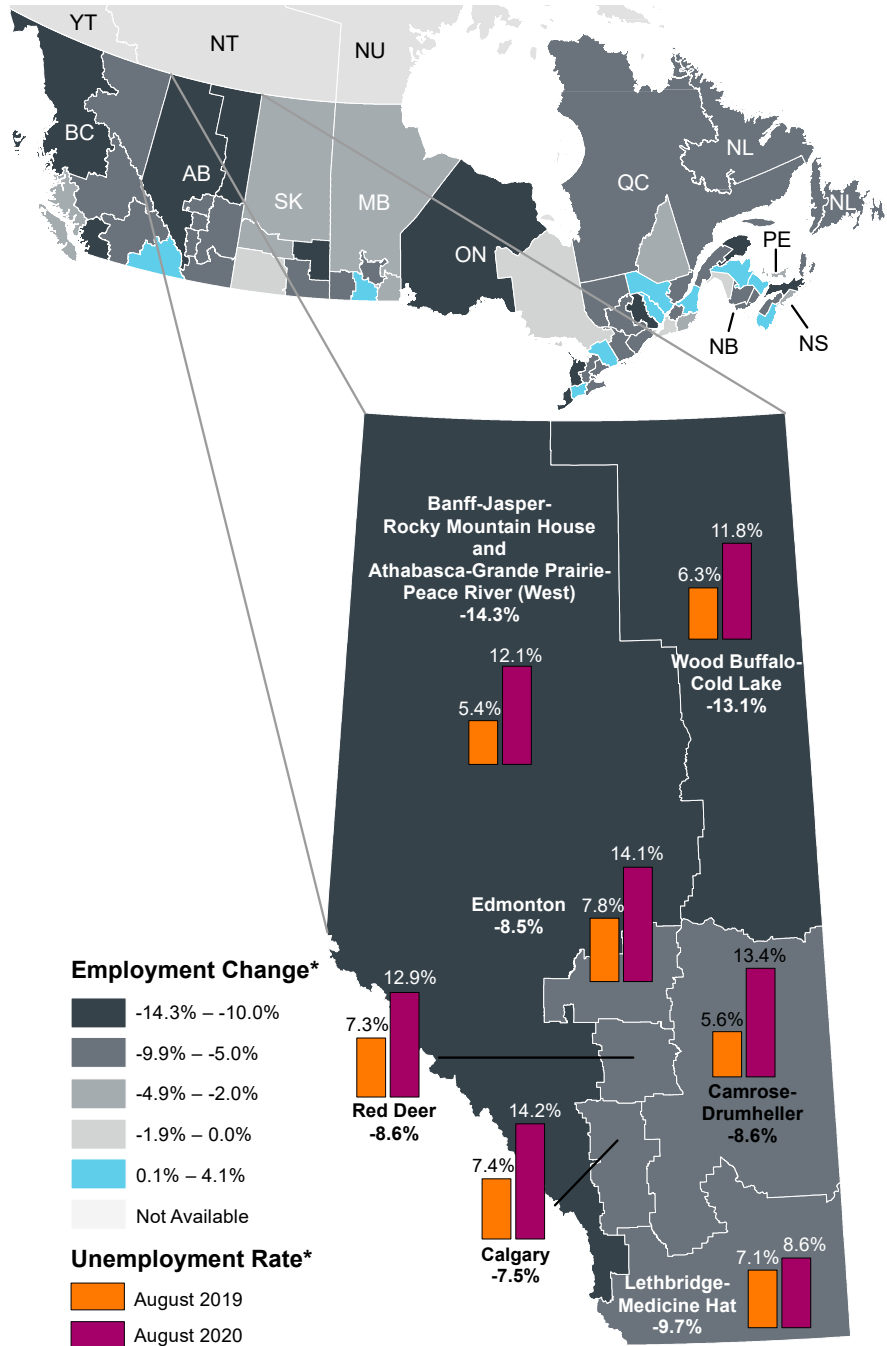 YT
NT
NU
BC
AB
SK
MB
ON
QC
NL
NL
PE
NB
NS
Banff-Jasper-
Rocky Mountain House
and
Athabasca-Grande Prairie-
Peace River (West)
-14.3%
5.4%
12.1%
6.3%
11.8%
Wood Buffalo-
Cold Lake
-13.1%
Edmonton
-8.5%
7.8%
14.1%
5.6%
13.4%
Camrose-
Drumheller
-8.6%
7.3%
12.9%
Red Deer
-8.6%
7.4%
14.2%
Calgary
-7.5%
7.1%
8.6%
Lethbridge-
Medicine Hat
-9.7%
Employment Change*
-14.3% – -10.0%
-9.9% – -5.0%
-4.9% – -2.0%
-1.9% – 0.0%
0.1% – 4.1%
Not Available
Unemployment Rate*
August 2019
August 2020